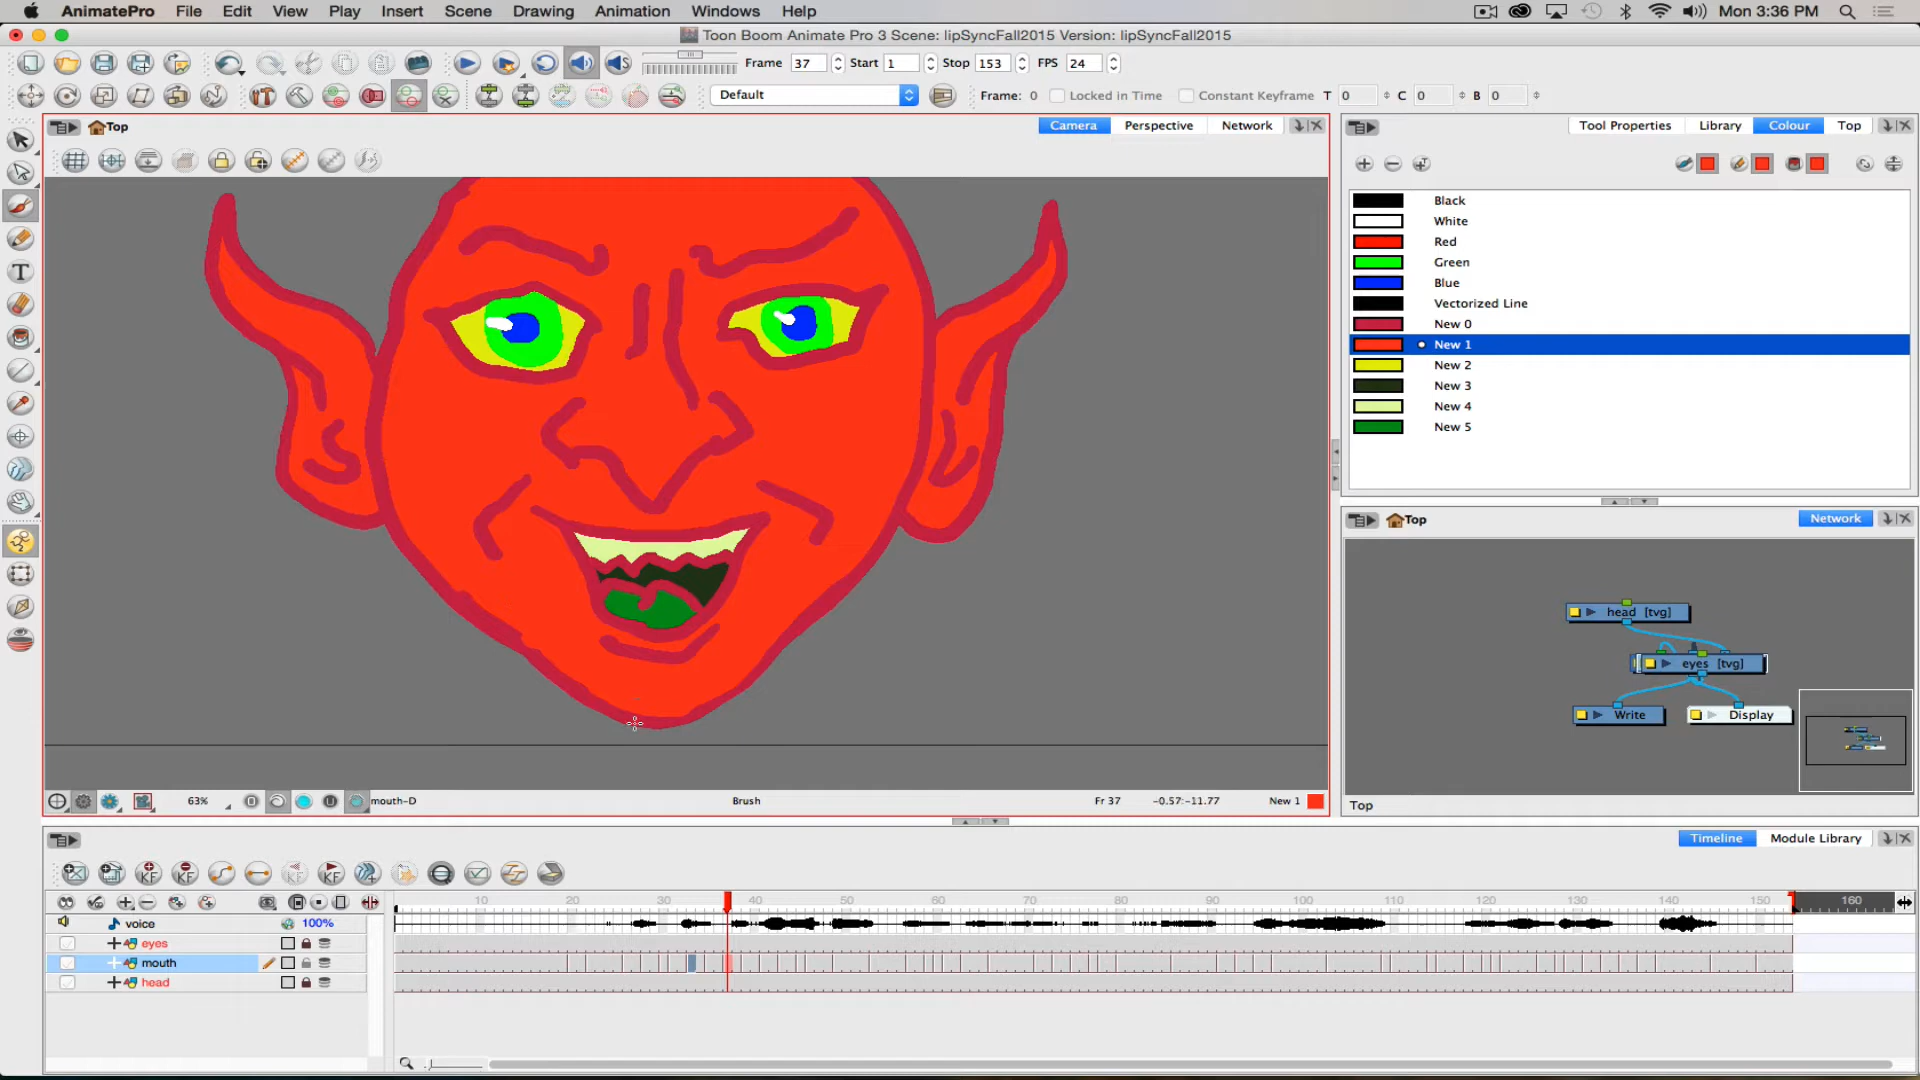 AnimatePro File Edit View Play Insert Scene Drawing Animation Windows Help Mon 3:36 PM
Toon Boom Animate Pro 3 Scene: lipSyncFall2015 Version: lipSyncFall2015
Frame 37 Start 1 Stop 153 FPS 24
Default Frame: 0 Locked in Time Constant Keyframe T 0 C 0 B 0
Top Camera Perspective Network
Tool Properties Library Colour Top
Black
White
Red
Green
Blue
Vectorized Line
New 0
New 1
New 2
New 3
New 4
New 5
Top Network
head [tvg]
eyes [tvg]
Write Display
Top
63% mouth-D Brush Fr 37 -0.57:-11.77 New 1
Timeline Module Library
KF KF KF KF
10 20 30 40 50 60 70 80 90 100 110 120 130 140 150 160
voice 100%
eyes
mouth
head